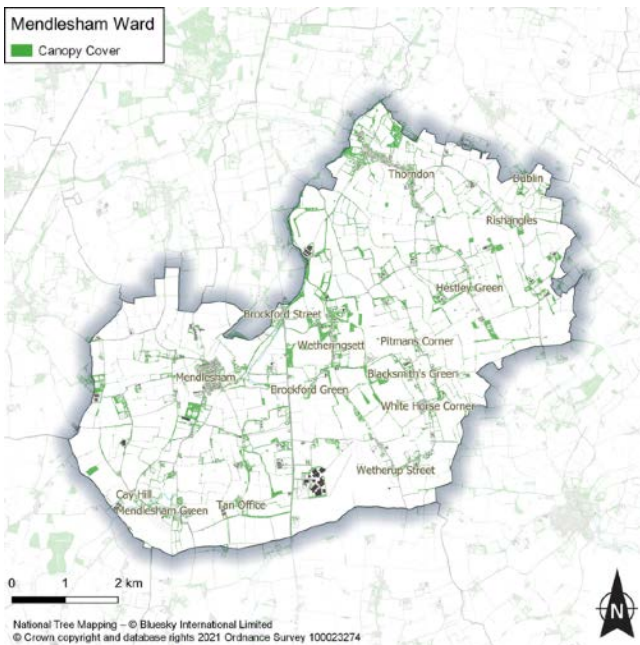 Mendlesham Ward
Canopy Cover
Thorndon
Dublin
Rishangles
Hestley Green
Brockford Street
Wetheringsett
Pitman's Corner
Mendlesham
Blacksmith's Green
Brockford Green
White Horse Corner
Wetherup Street
Cay Hill
Tan Office
Mendlesham Green
0 1 2 km
N
National Tree Mapping – © Bluesky International Limited
© Crown copyright and database rights 2021 Ordnance Survey 100023274